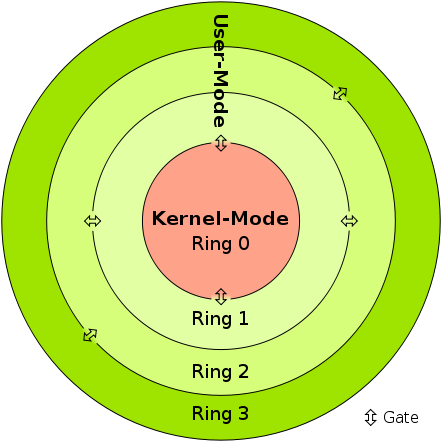 User-Mode
Kernel-Mode
Ring 0
Ring 1
Ring 2
Ring 3
Gate